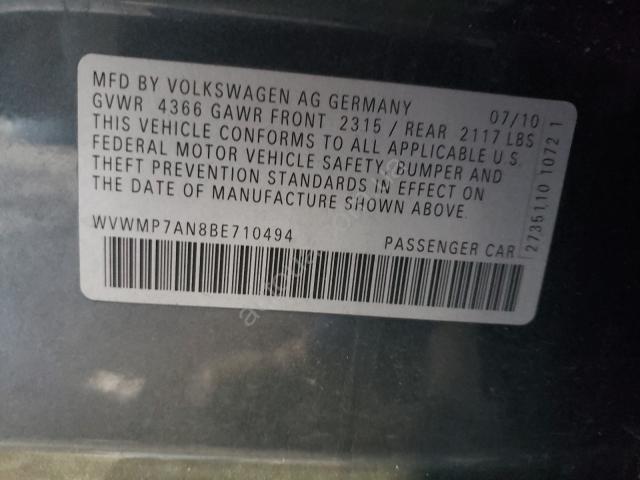 MFD BY VOLKSWAGEN AG GERMANY 07/10
GVWR 4366 GAWR FRONT 2315 / REAR 2117 LBS
THIS VEHICLE CONFORMS TO ALL APPLICABLE U.S.
FEDERAL MOTOR VEHICLE SAFETY, BUMPER AND
THEFT PREVENTION STANDARDS IN EFFECT ON
THE DATE OF MANUFACTURE SHOWN ABOVE.
WVWMP7AN8BE710494 PASSENGER CAR
2735110 1072 1